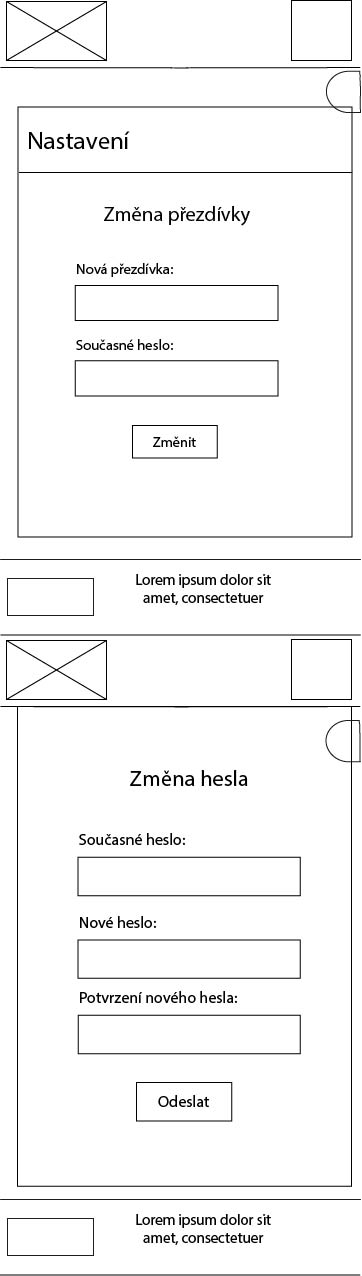 Nastavení
Změna přezdívky
Nová přezdívka:
Současné heslo:
Změnit
Lorem ipsum dolor sit
amet, consectetuer
Změna hesla
Současné heslo:
Nové heslo:
Potvrzení nového hesla:
Odeslat
Lorem ipsum dolor sit
amet, consectetuer